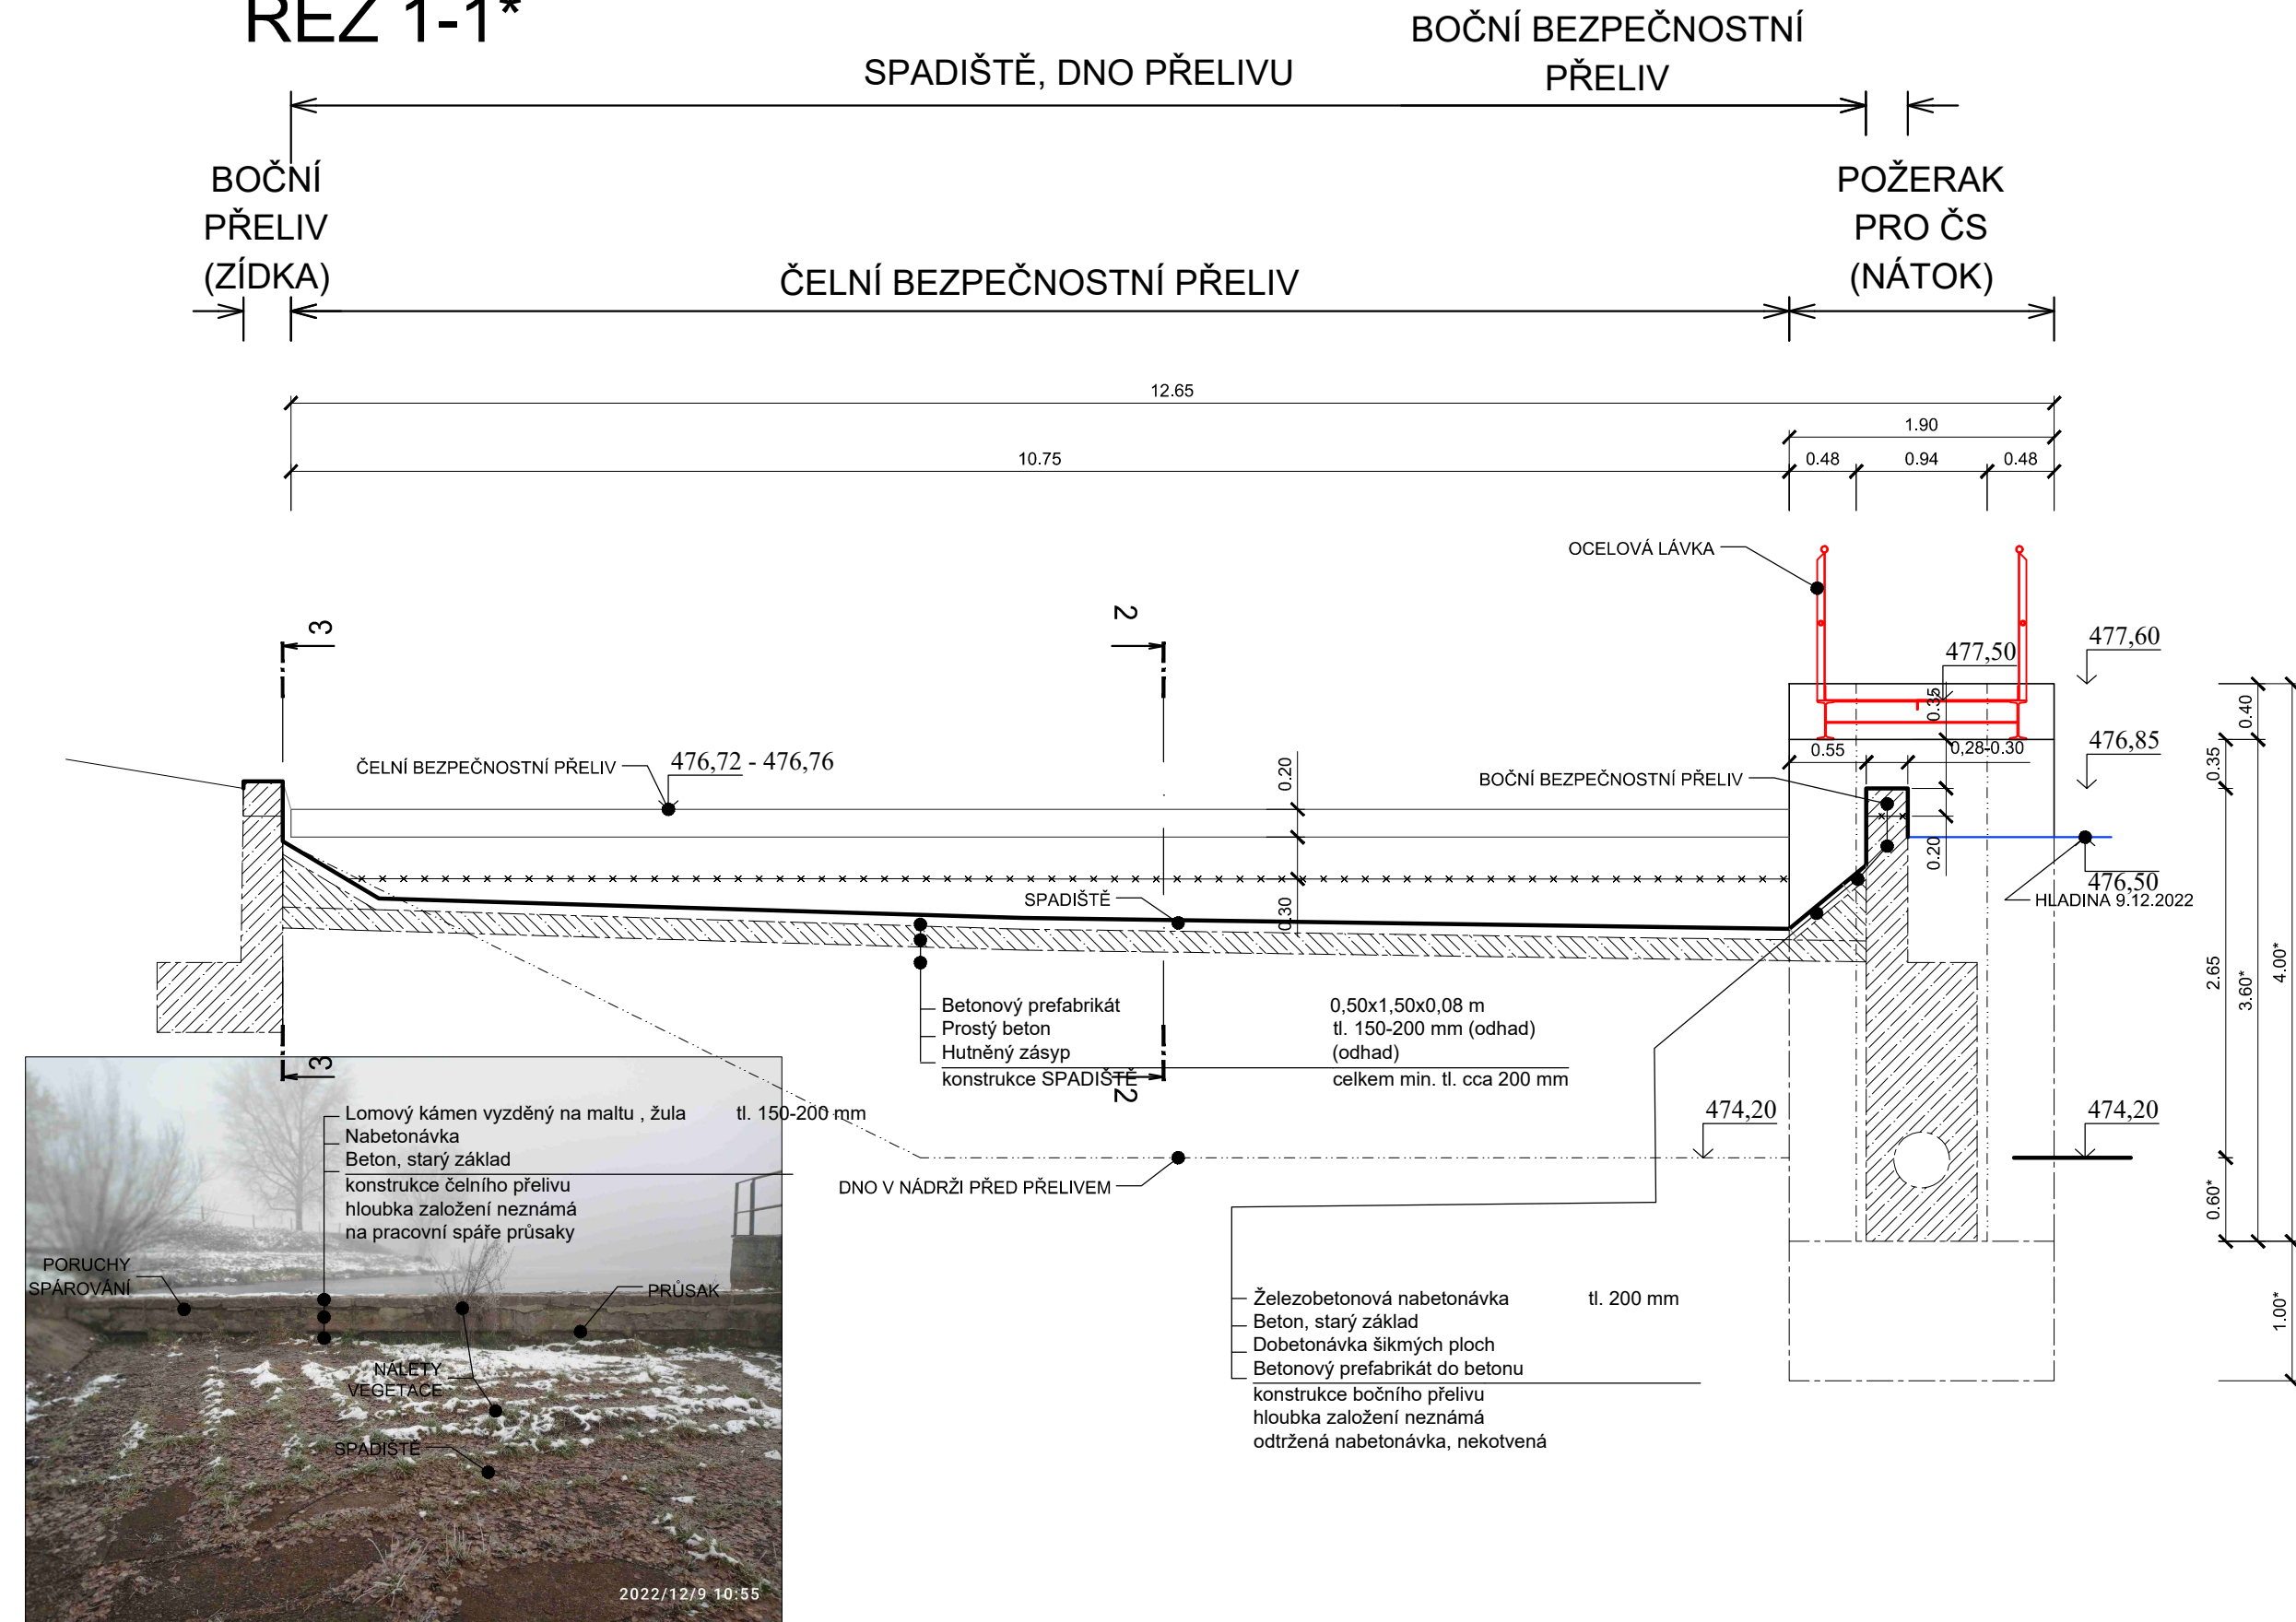 ŘEZ 1-1*
BOČNÍ BEZPEČNOSTNÍ
PŘELIV
SPADIŠTĚ, DNO PŘELIVU
BOČNÍ
PŘELIV
(ZÍDKA)
POŽERAK
PRO ČS
(NÁTOK)
ČELNÍ BEZPEČNOSTNÍ PŘELIV
12.65
1.90
10.75
0.48
0.94
0.48
OCELOVÁ LÁVKA
3
2
477,60
477,50
0.35
0.40
476,85
0.55
0,28-0.30
0.35
ČELNÍ BEZPEČNOSTNÍ PŘELIV
476,72 - 476,76
0.20
BOČNÍ BEZPEČNOSTNÍ PŘELIV
0.20
476,50
HLADINA 9.12.2022
SPADIŠTĚ
0.30
2.65
3.60*
4.00*
Betonový prefabrikát 0,50x1,50x0,08 m
Prostý beton tl. 150-200 mm (odhad)
Hutněný zásyp (odhad)
konstrukce SPADIŠTĚ celkem min. tl. cca 200 mm
3
2
Lomový kámen vyzděný na maltu , žula tl. 150-200 mm
Nabetonávka
Beton, starý základ
konstrukce čelního přelivu
hloubka založení neznámá
na pracovní spáře průsaky
474,20
474,20
DNO V NÁDRŽI PŘED PŘELIVEM
0.60*
PORUCHY
SPÁROVÁNÍ
PRŮSAK
NÁLETY
VEGETACE
SPADIŠTĚ
Železobetonová nabetonávka tl. 200 mm
Beton, starý základ
Dobetonávka šikmých ploch
Betonový prefabrikát do betonu
konstrukce bočního přelivu
hloubka založení neznámá
odtržená nabetonávka, nekotvená
1.00*
2022/12/9 10:55